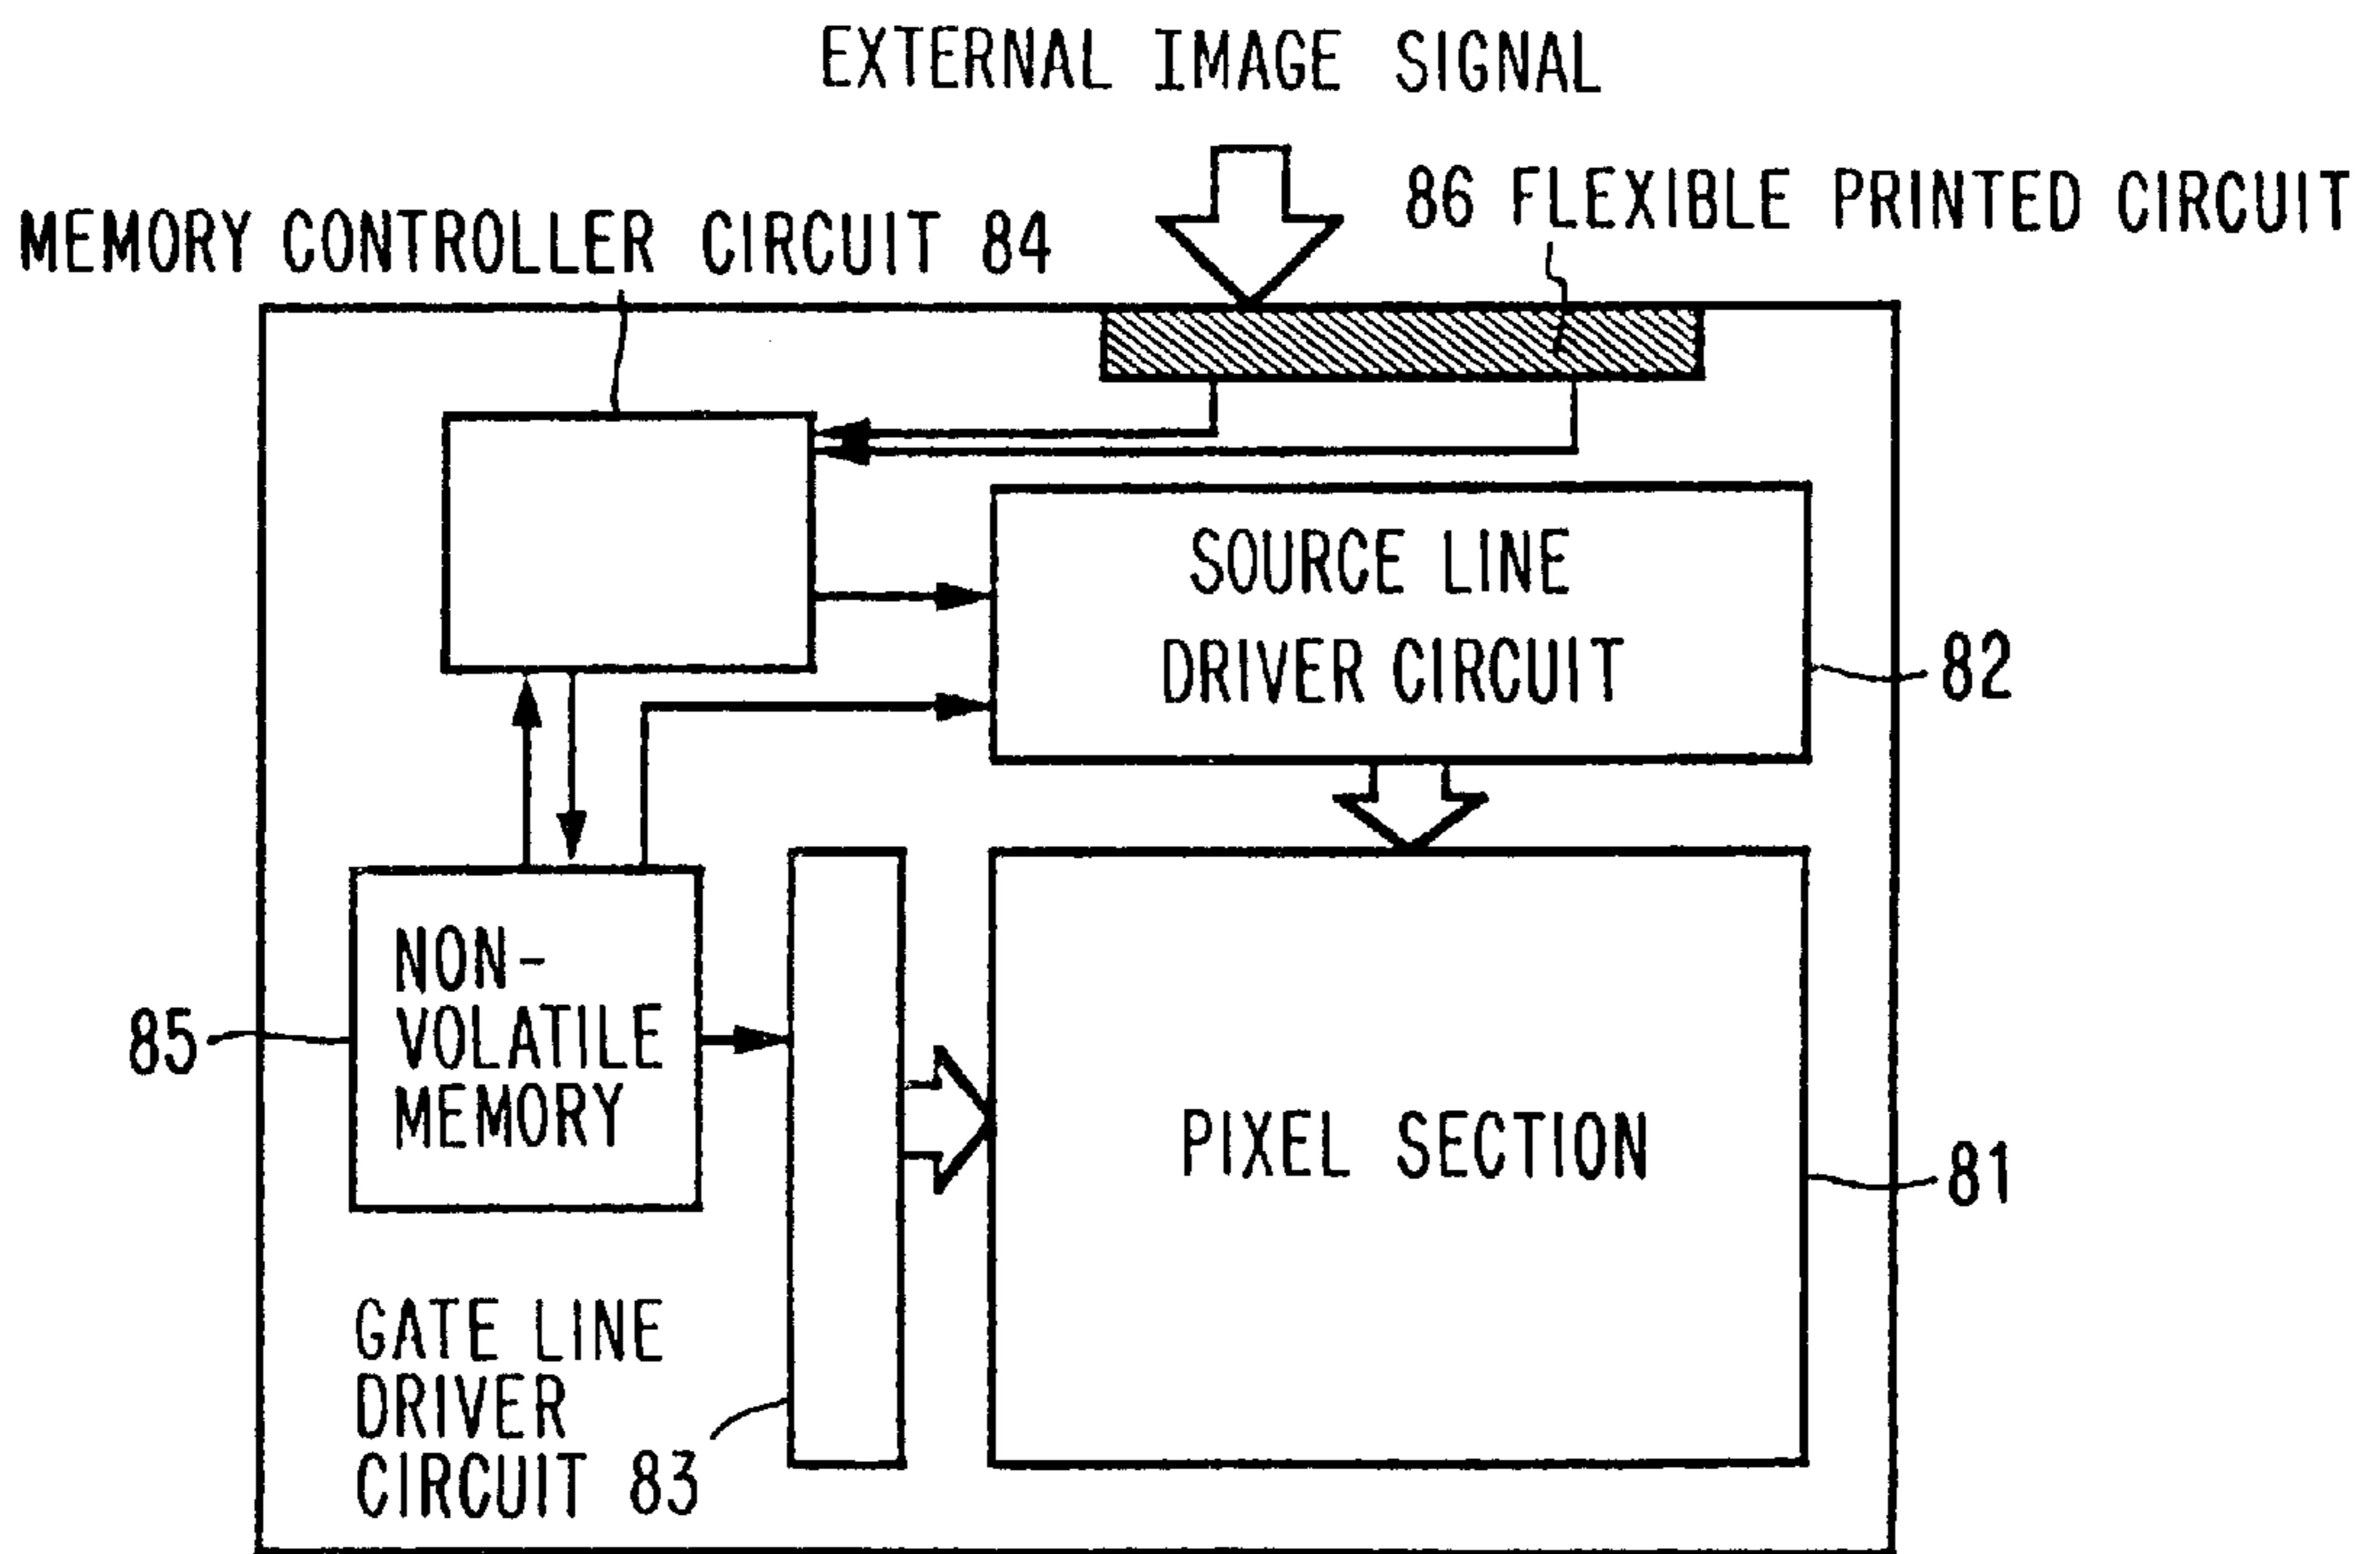 EXTERNAL IMAGE SIGNAL
86 FLEXIBLE PRINTED CIRCUIT
MEMORY CONTROLLER CIRCUIT 84
SOURCE LINE
DRIVER CIRCUIT
82
NON-
VOLATILE
MEMORY
85
PIXEL SECTION
81
GATE LINE
DRIVER
CIRCUIT 83